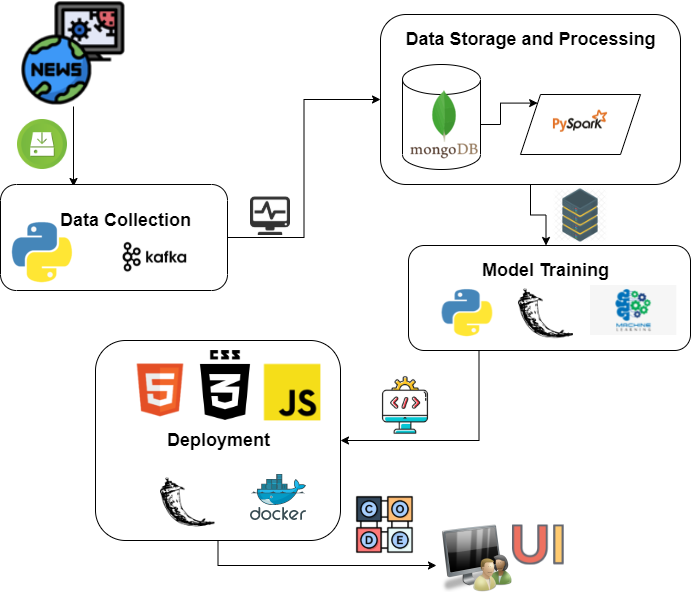 NEWS
Data Storage and Processing
mongoDB
PySpark
Data Collection
kafka
Model Training
MACHINE
LEARNING
CSS
5
3
JS
Deployment
docker
</>
C O
D E
UI